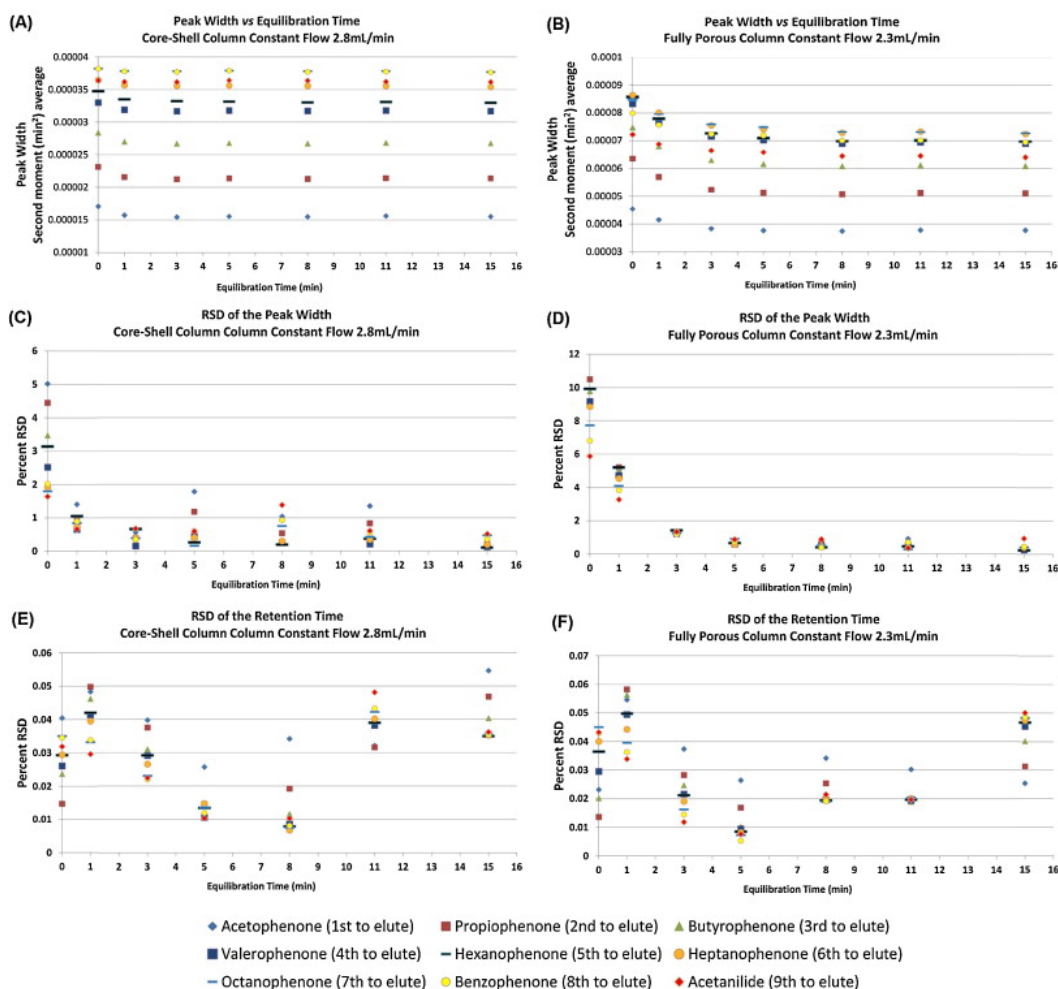 (A)
Peak Width vs Equilibration Time
Core-Shell Column Constant Flow 2.8mL/min
Peak Width
Second moment (min²) average
0.00004
0.000035
0.00003
0.000025
0.00002
0.000015
0.00001
0 1 2 3 4 5 6 7 8 9 10 11 12 13 14 15 16
Equilibration Time (min)
(B)
Peak Width vs Equilibration Time
Fully Porous Column Constant Flow 2.3mL/min
Peak Width
Second moment (min²) average
0.0001
0.00009
0.00008
0.00007
0.00006
0.00005
0.00004
0.00003
0 1 2 3 4 5 6 7 8 9 10 11 12 13 14 15 16
Equilibration Time (min)
(C)
RSD of the Peak Width
Core-Shell Column Column Constant Flow 2.8mL/min
Percent RSD
6
5
4
3
2
1
0
0 1 2 3 4 5 6 7 8 9 10 11 12 13 14 15 16
Equilibration Time (min)
(D)
RSD of the Peak Width
Fully Porous Column Constant Flow 2.3mL/min
Percent RSD
12
10
8
6
4
2
0
0 1 2 3 4 5 6 7 8 9 10 11 12 13 14 15 16
Equilibration Time (min)
(E)
RSD of the Retention Time
Core-Shell Column Column Constant Flow 2.8mL/min
Percent RSD
0.06
0.05
0.04
0.03
0.02
0.01
0
0 1 2 3 4 5 6 7 8 9 10 11 12 13 14 15 16
Equilibration Time (min)
(F)
RSD of the Retention Time
Fully Porous Column Constant Flow 2.3mL/min
Percent RSD
0.07
0.06
0.05
0.04
0.03
0.02
0.01
0
0 1 2 3 4 5 6 7 8 9 10 11 12 13 14 15 16
Equilibration Time (min)
Acetophenone (1st to elute) Propiophenone (2nd to elute) Butyrophenone (3rd to elute)
Valerophenone (4th to elute) Hexanophenone (5th to elute) Heptanophenone (6th to elute)
Octanophenone (7th to elute) Benzophenone (8th to elute) Acetanilide (9th to elute)